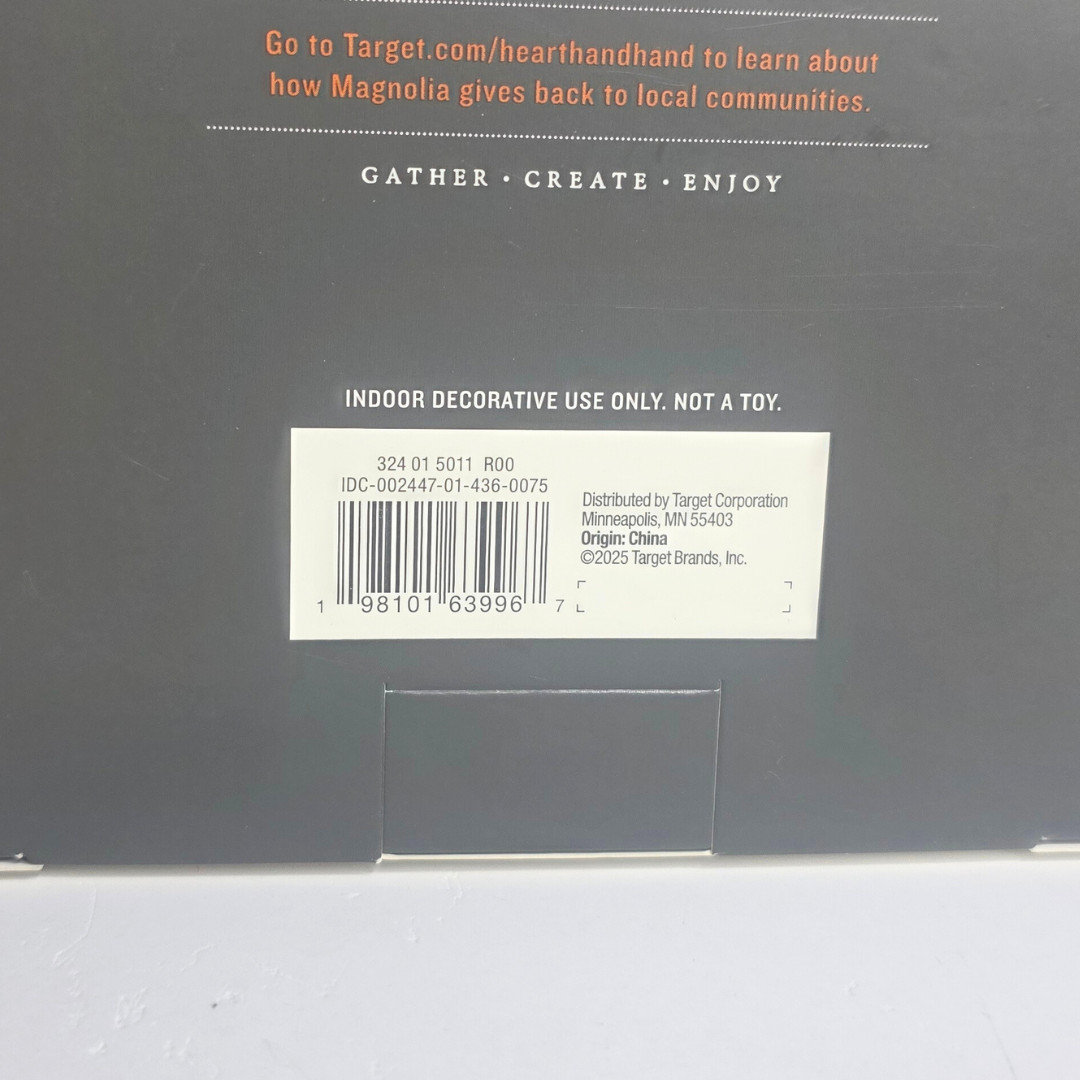 Go to Target.com/hearthandhand to learn about
how Magnolia gives back to local communities.
GATHER • CREATE • ENJOY
INDOOR DECORATIVE USE ONLY. NOT A TOY.
324 01 5011 R00
IDC-002447-01-436-0075
1 98101 63996 7
Distributed by Target Corporation
Minneapolis, MN 55403
Origin: China
©2025 Target Brands, Inc.